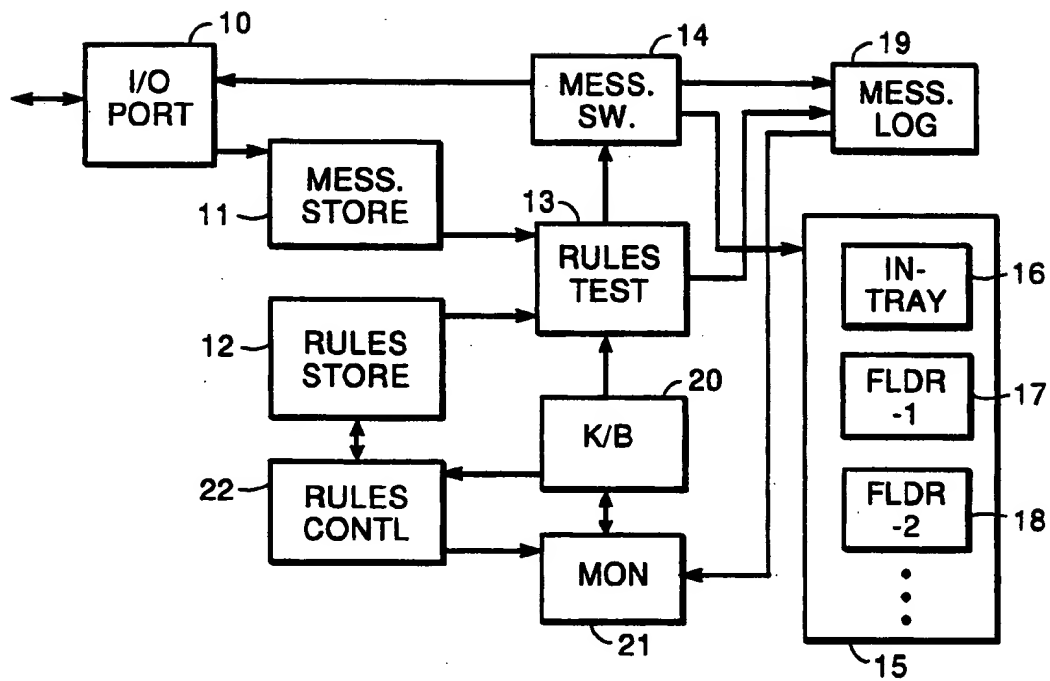 10
I/O
PORT
14
MESS.
SW.
19
MESS.
LOG
11
MESS.
STORE
13
RULES
TEST
12
RULES
STORE
20
K/B
22
RULES
CONTL
MON
21
IN-
TRAY
16
FLDR
-1
17
FLDR
-2
18
15